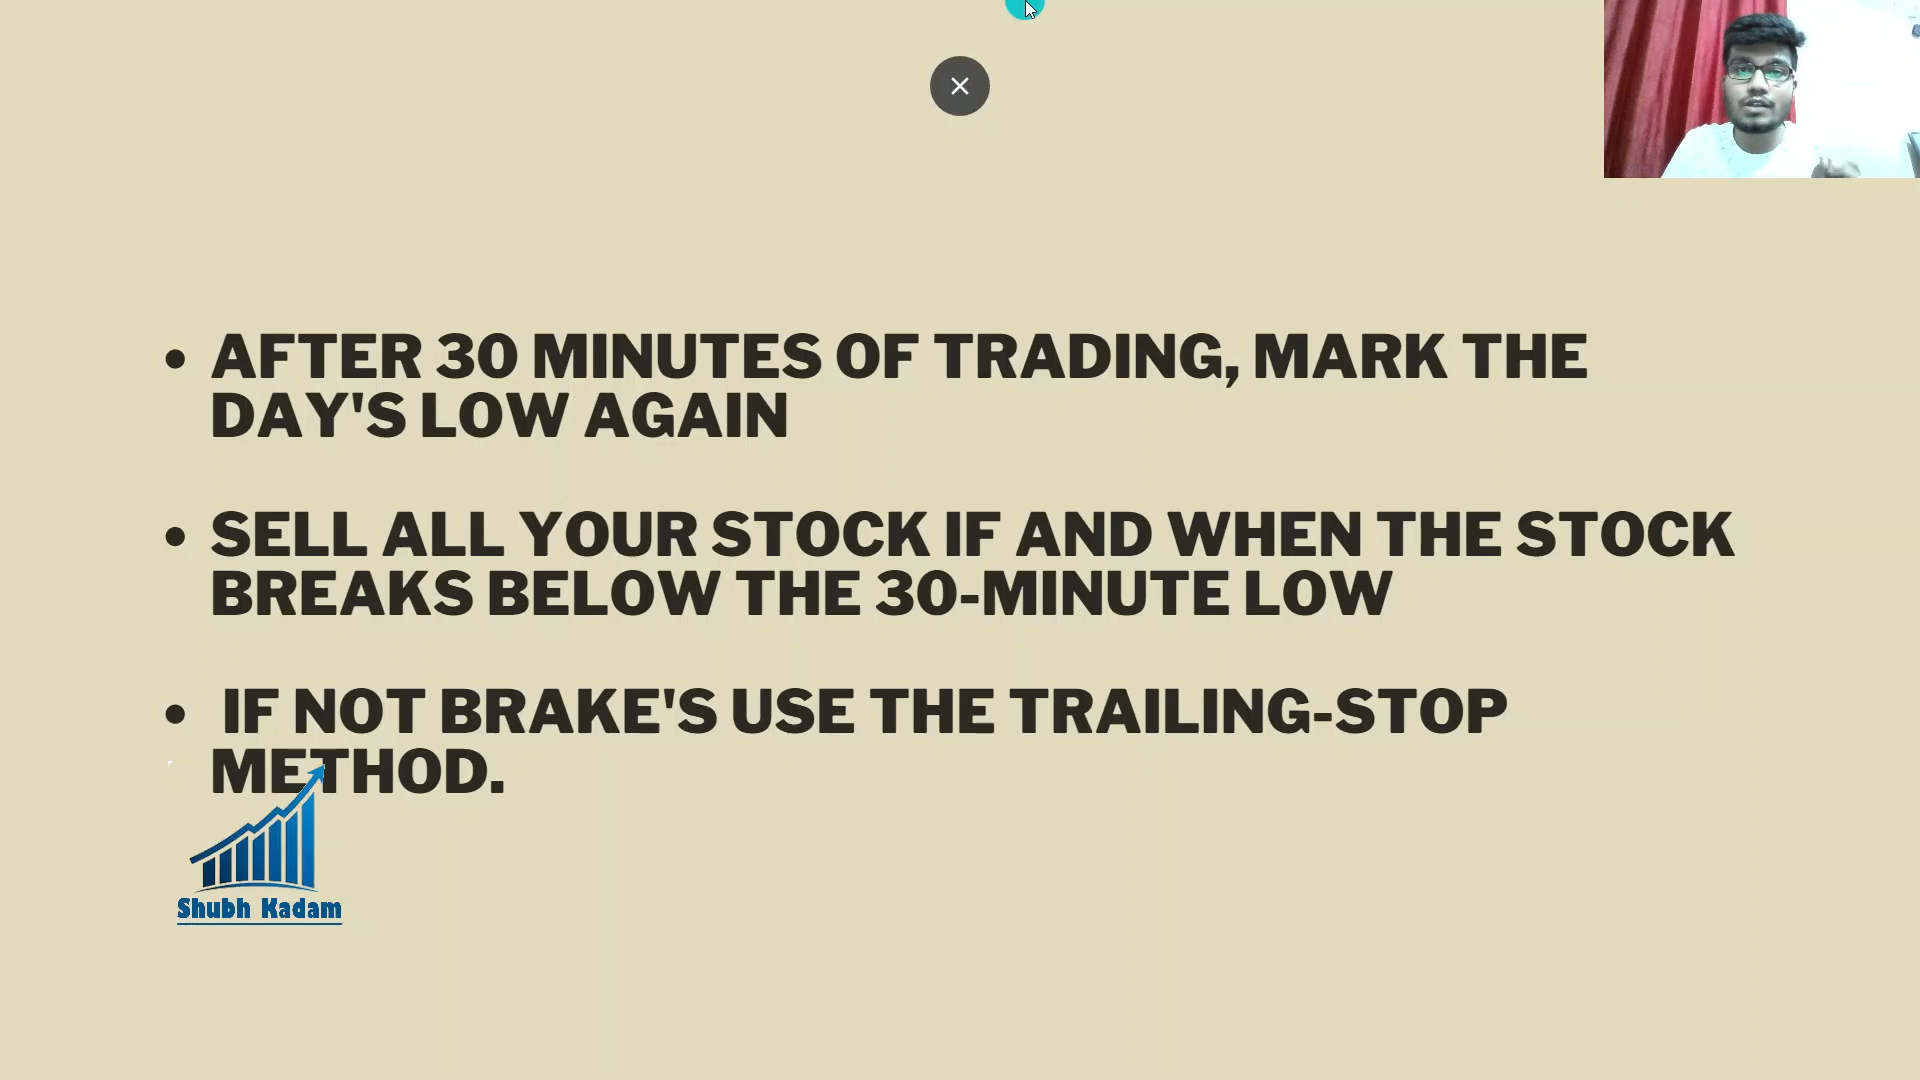 AFTER 30 MINUTES OF TRADING, MARK THE
DAY'S LOW AGAIN
SELL ALL YOUR STOCK IF AND WHEN THE STOCK
BREAKS BELOW THE 30-MINUTE LOW
IF NOT BRAKE'S USE THE TRAILING-STOP
METHOD.
Shubh Kadam